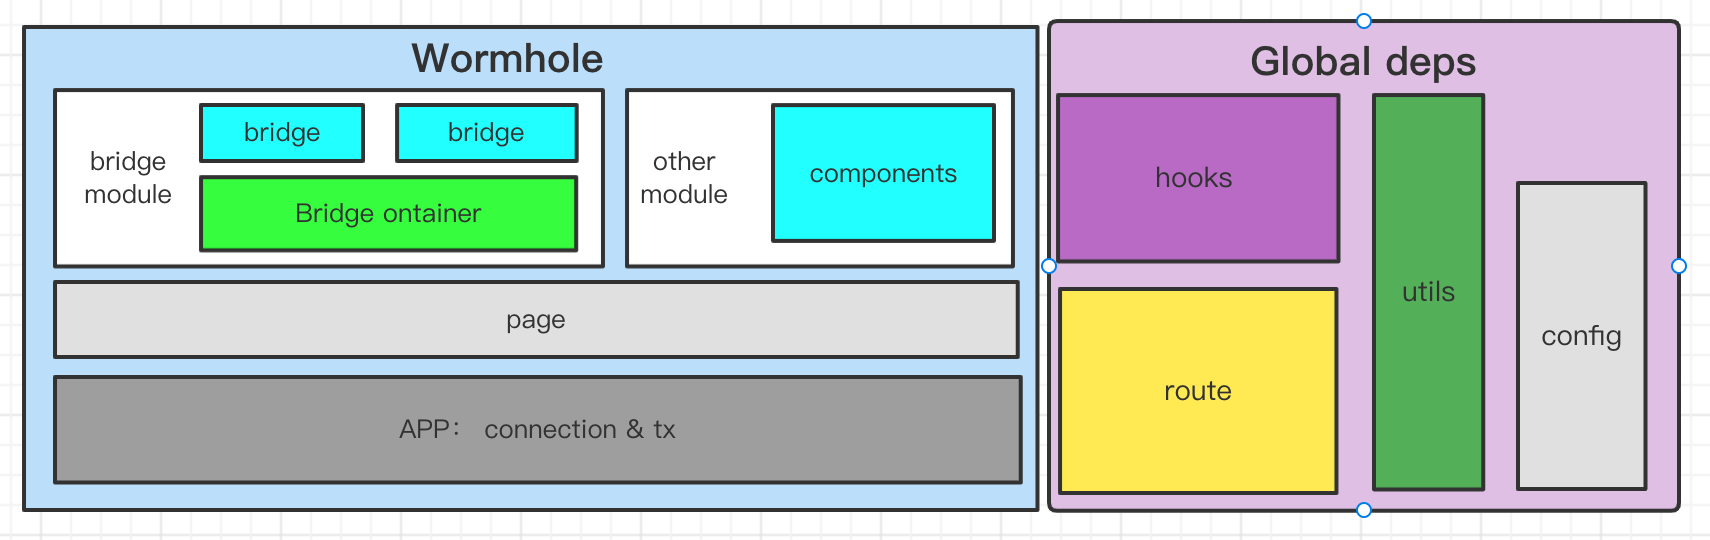 Wormhole
bridge
module
bridge
bridge
Bridge ontainer
other
module
components
page
APP： connection & tx
Global deps
hooks
route
utils
config